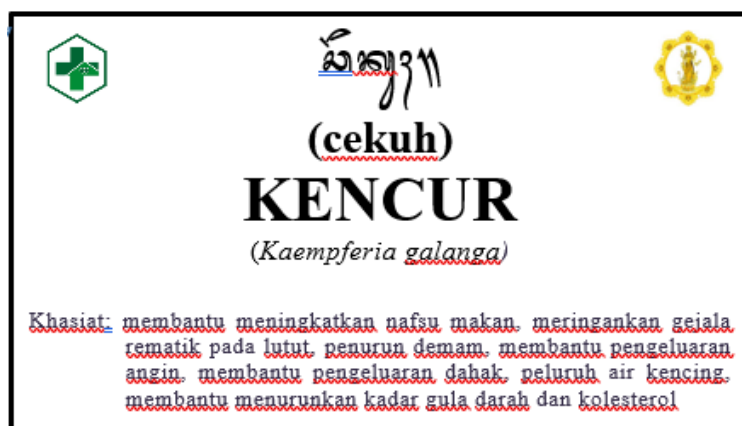 (cekuh)
KENCUR
(Kaempferia galanga)
Khasiat: membantu meningkatkan nafsu makan, meringankan gejala
rematik pada lutut, penurun demam, membantu pengeluaran
angin, membantu pengeluaran dahak, peluruh air kencing,
membantu menurunkan kadar gula darah dan kolesterol